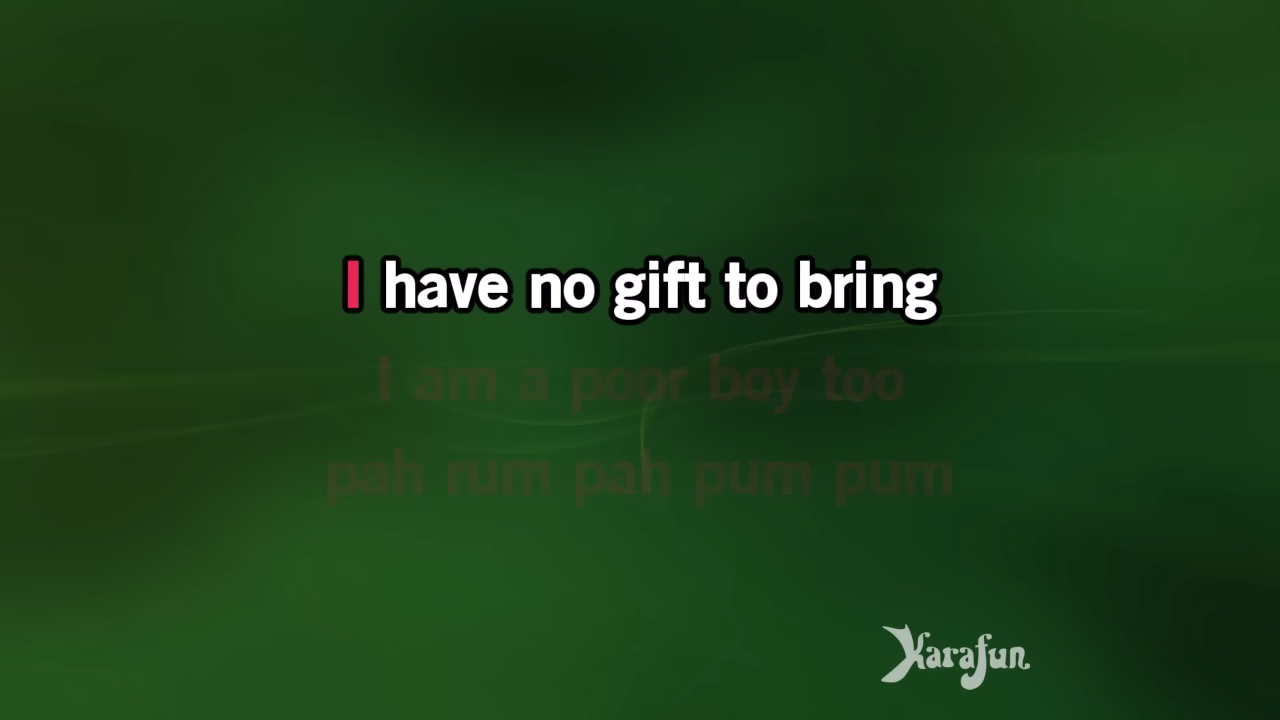 I have no gift to bring
I am a poor boy too
pah rum pah pum pum
Karafun